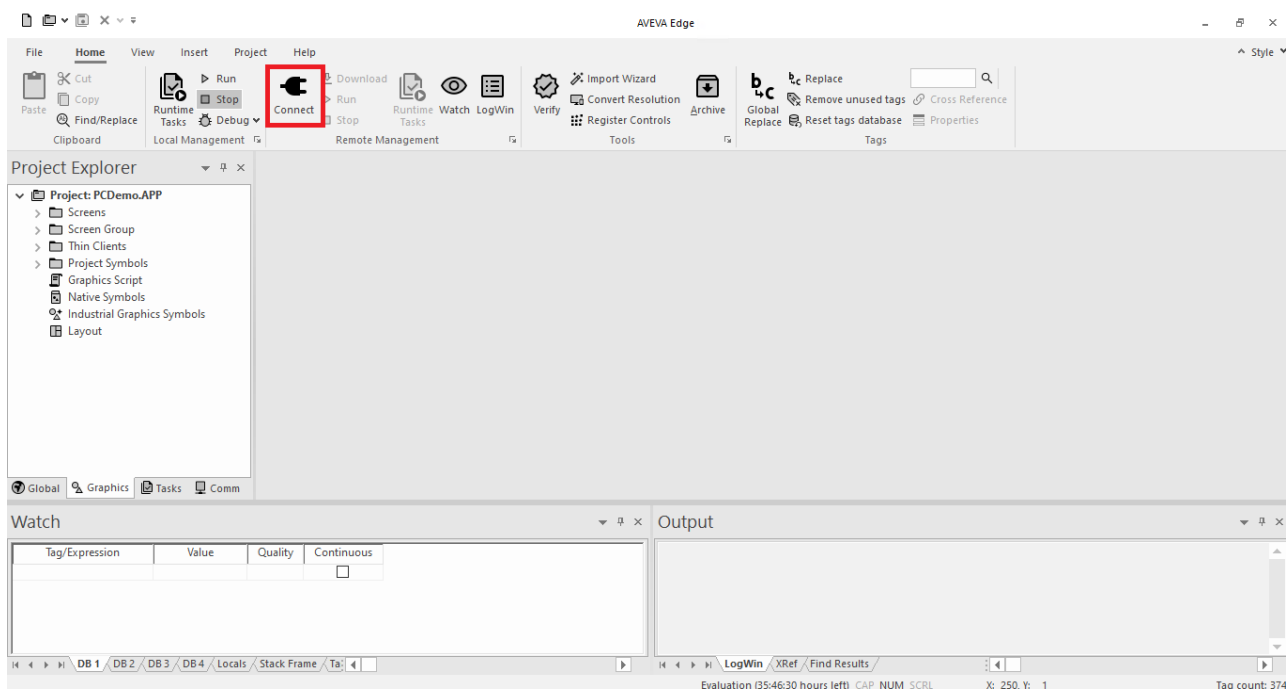 AVEVA Edge
File Home View Insert Project Help Style
Paste Cut Copy Find/Replace
Clipboard
Runtime Tasks Run Stop Debug
Local Management
Connect Download Run Stop Runtime Tasks Watch LogWin
Remote Management
Verify Import Wizard Convert Resolution Register Controls Archive
Tools
Global Replace Replace Remove unused tags Reset tags database Cross Reference Properties
Tags
Project Explorer
Project: PCDemo.APP
Screens
Screen Group
Thin Clients
Project Symbols
Graphics Script
Native Symbols
Industrial Graphics Symbols
Layout
Global Graphics Tasks Comm
Watch
Tag/Expression Value Quality Continuous
DB 1 DB 2 DB 3 DB 4 Locals Stack Frame
Output
LogWin XRef Find Results
Evaluation (35:46:30 hours left) CAP NUM SCRL X: 250, Y: 1 Tag count: 374